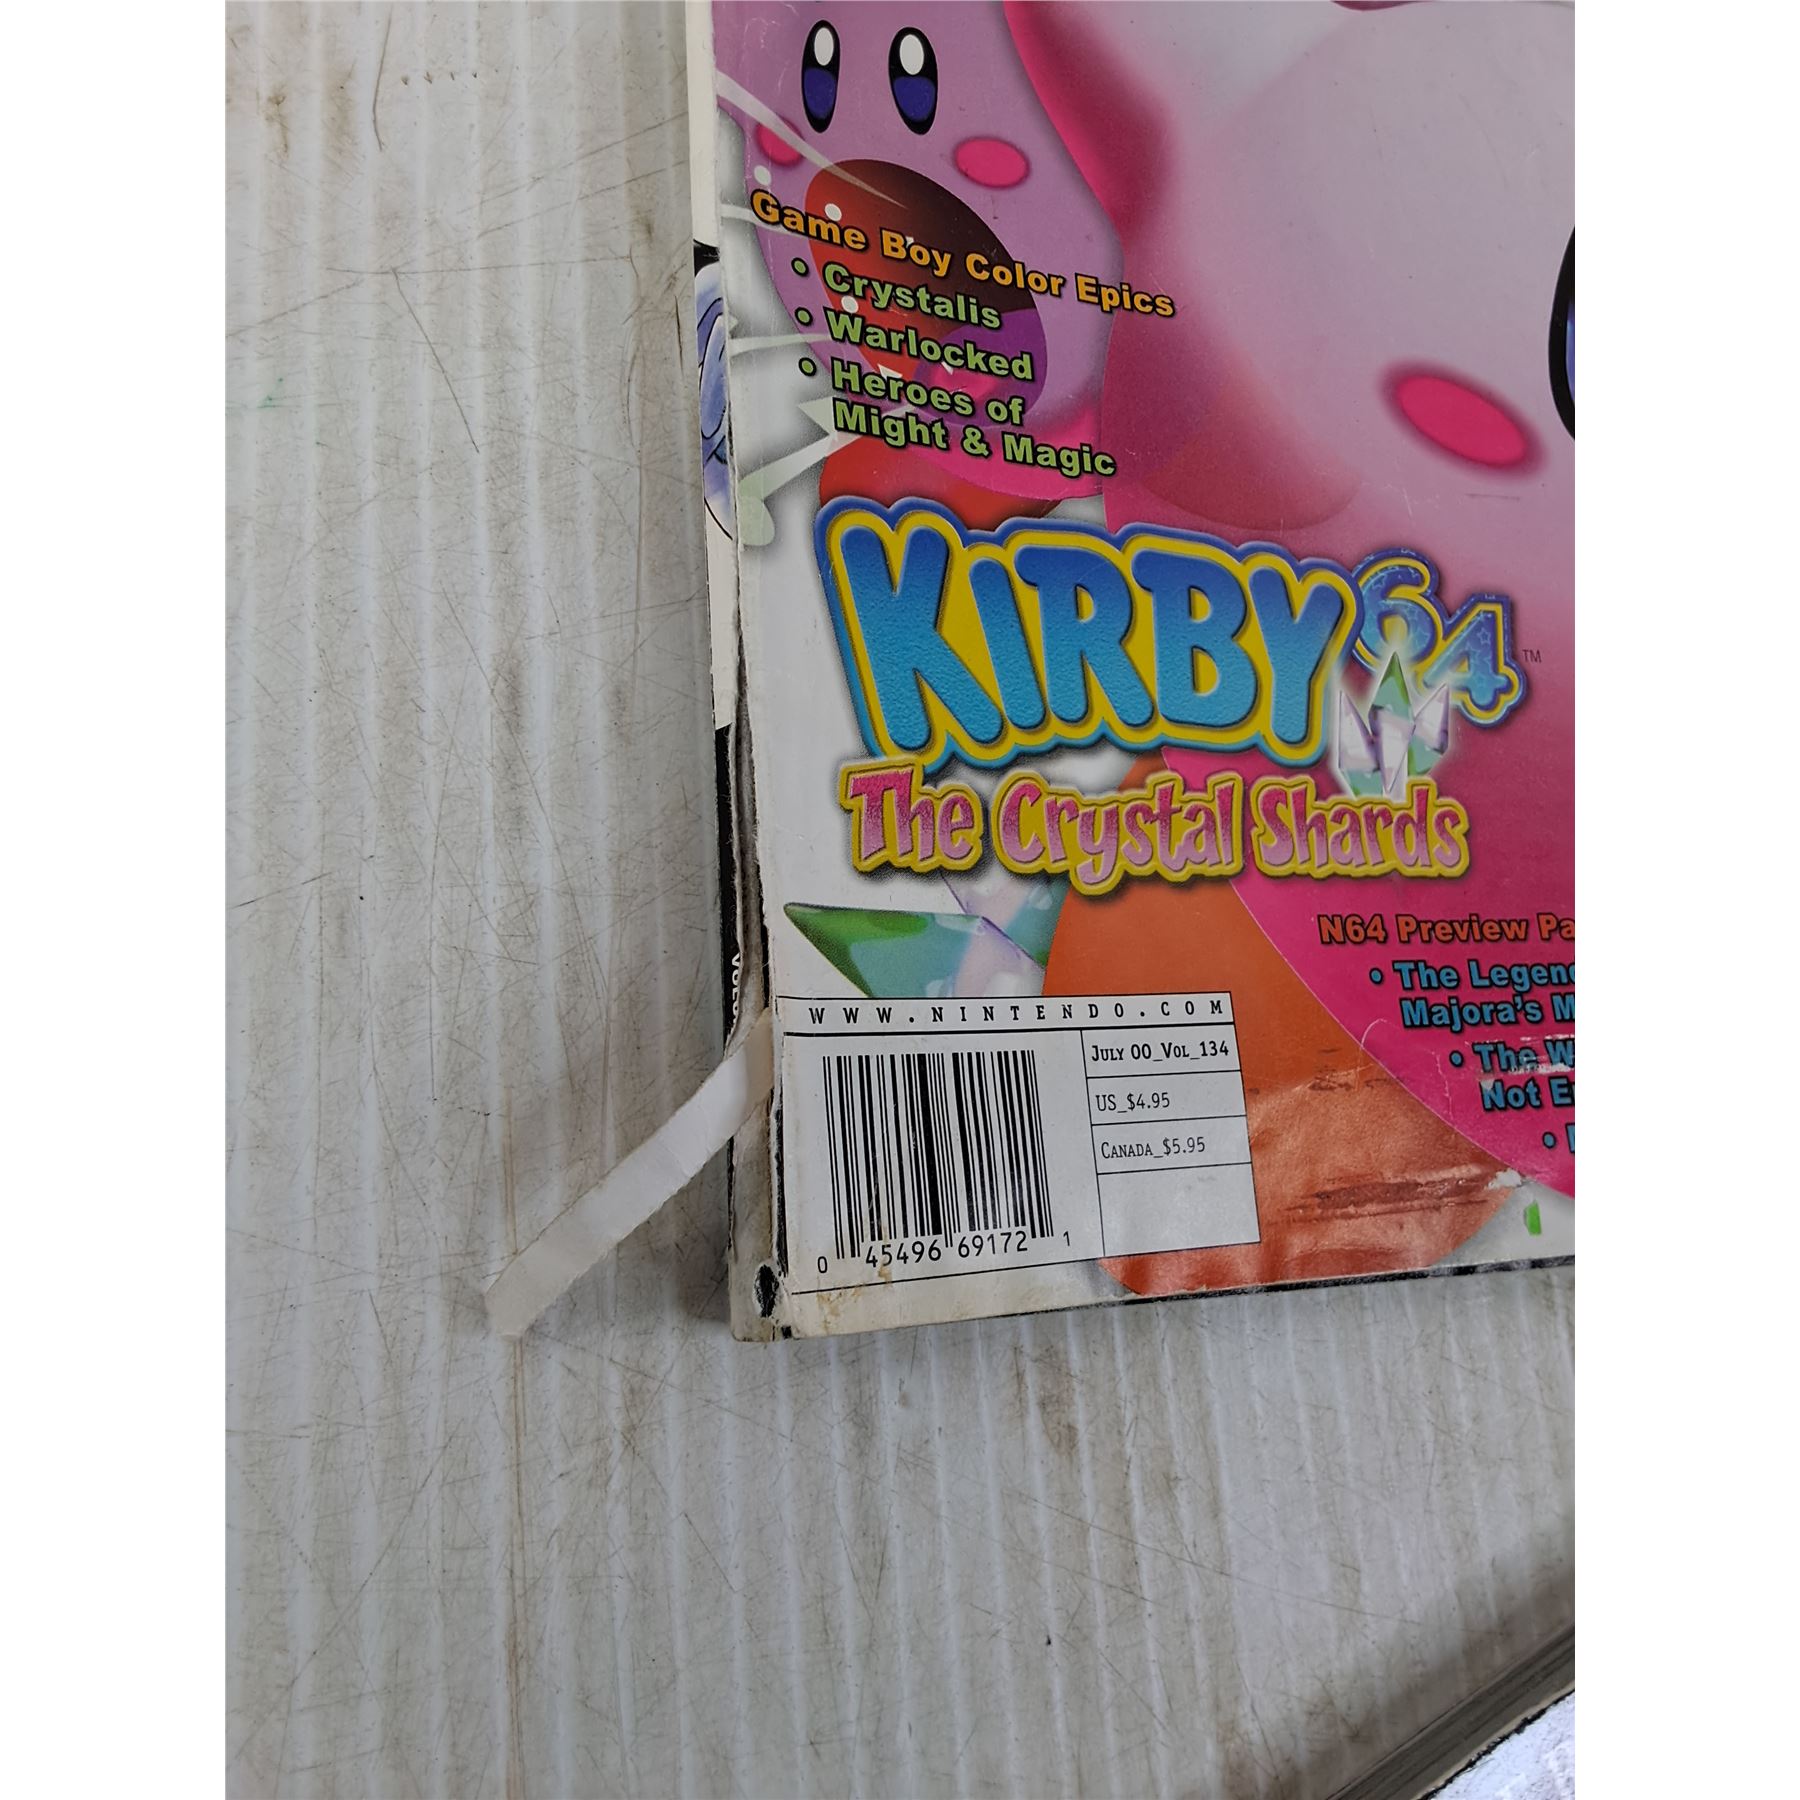 Game Boy Color Epics
• Crystalis
• Warlocked
• Heroes of
Might & Magic
KIRBY 64 ™
The Crystal Shards
N64 Preview Pa
• The Legend
Majora's M
• The W
Not E
WWW.NINTENDO.COM
JULY 00_VOL_134
US_$4.95
CANADA_$5.95
0 45496 69172 1